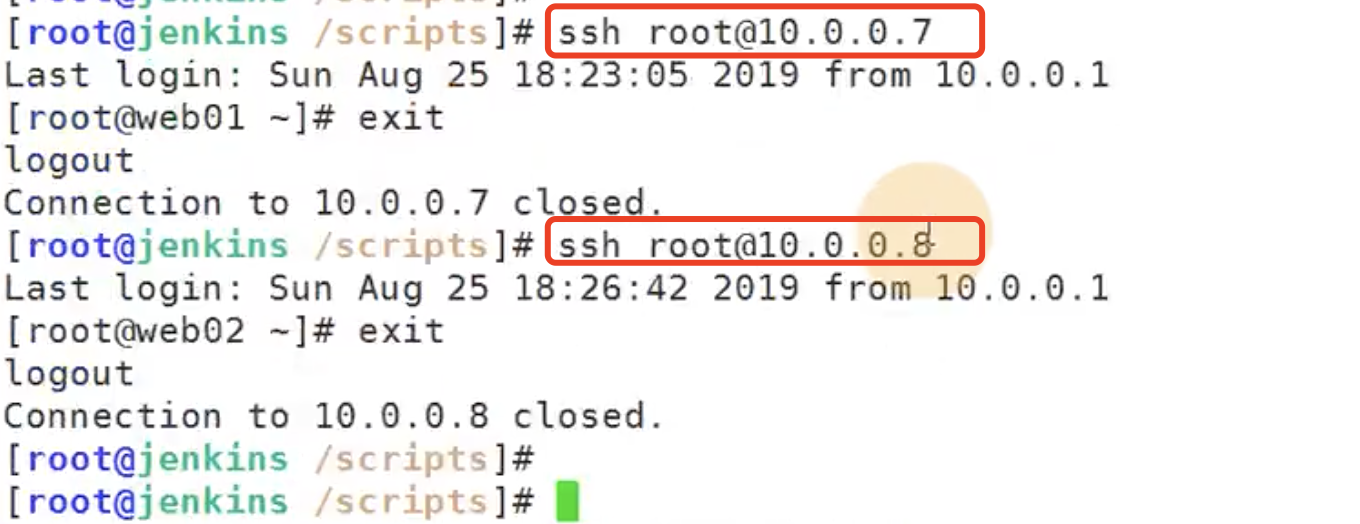 [root@jenkins /scripts]# ssh root@10.0.0.7
Last login: Sun Aug 25 18:23:05 2019 from 10.0.0.1
[root@web01 ~]# exit
logout
Connection to 10.0.0.7 closed.
[root@jenkins /scripts]# ssh root@10.0.0.8
Last login: Sun Aug 25 18:26:42 2019 from 10.0.0.1
[root@web02 ~]# exit
logout
Connection to 10.0.0.8 closed.
[root@jenkins /scripts]#
[root@jenkins /scripts]#